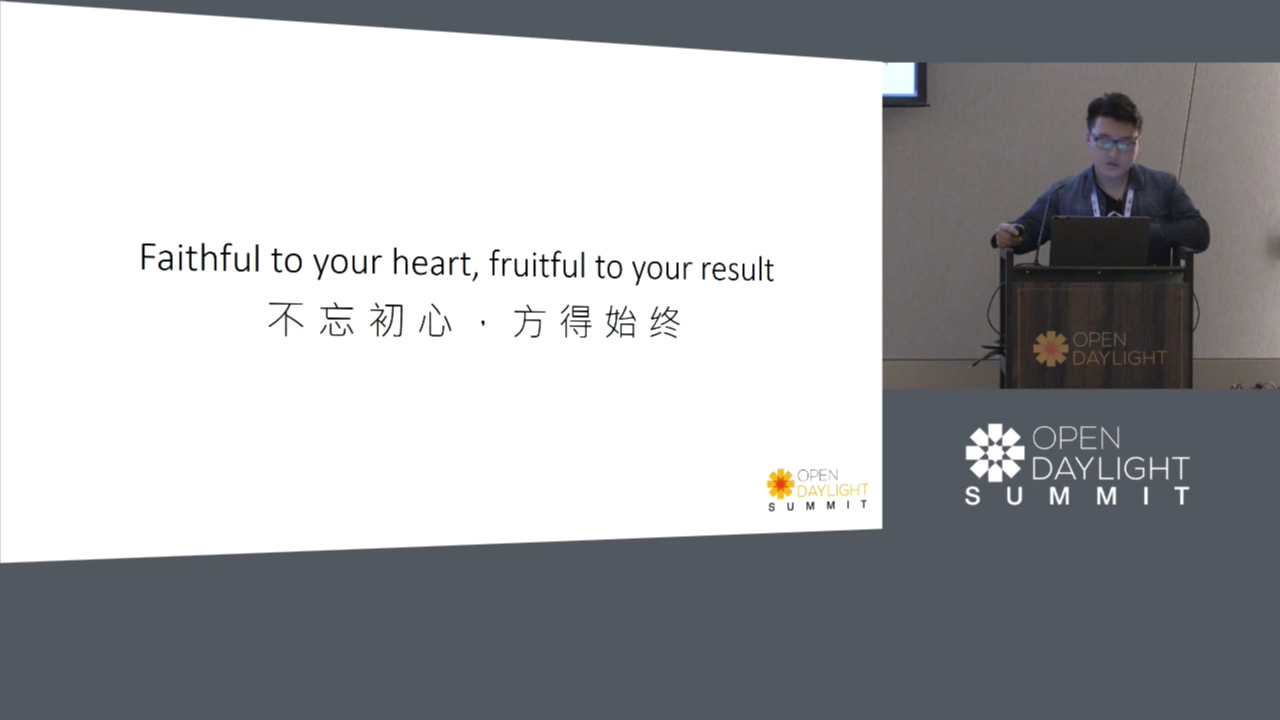 Faithful to your heart, fruitful to your result
不忘初心·方得始终
OPEN
DAYLIGHT
SUMMIT
OPEN
DAYLIGHT
OPEN
DAYLIGHT
SUMMIT